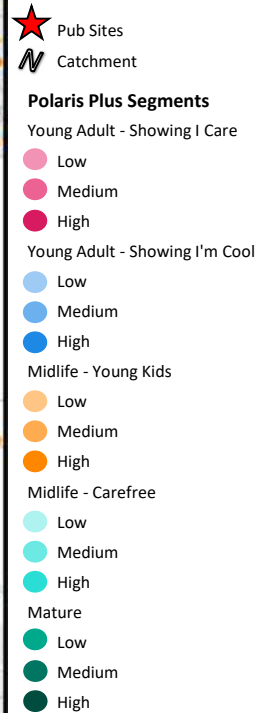 Pub Sites
Catchment
Polaris Plus Segments
Young Adult - Showing I Care
Low
Medium
High
Young Adult - Showing I'm Cool
Low
Medium
High
Midlife - Young Kids
Low
Medium
High
Midlife - Carefree
Low
Medium
High
Mature
Low
Medium
High